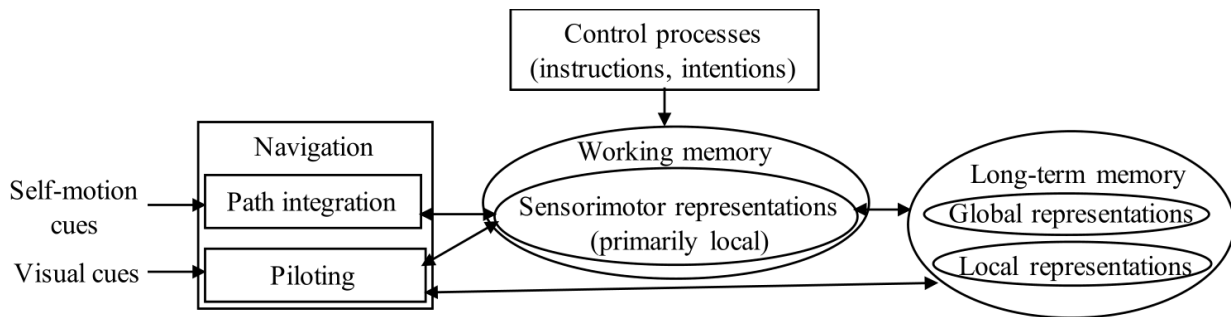 Control processes
(instructions, intentions)
Navigation
Working memory
Self-motion
cues
Path integration
Sensorimotor representations
(primarily local)
Long-term memory
Global representations
Visual cues
Piloting
Local representations